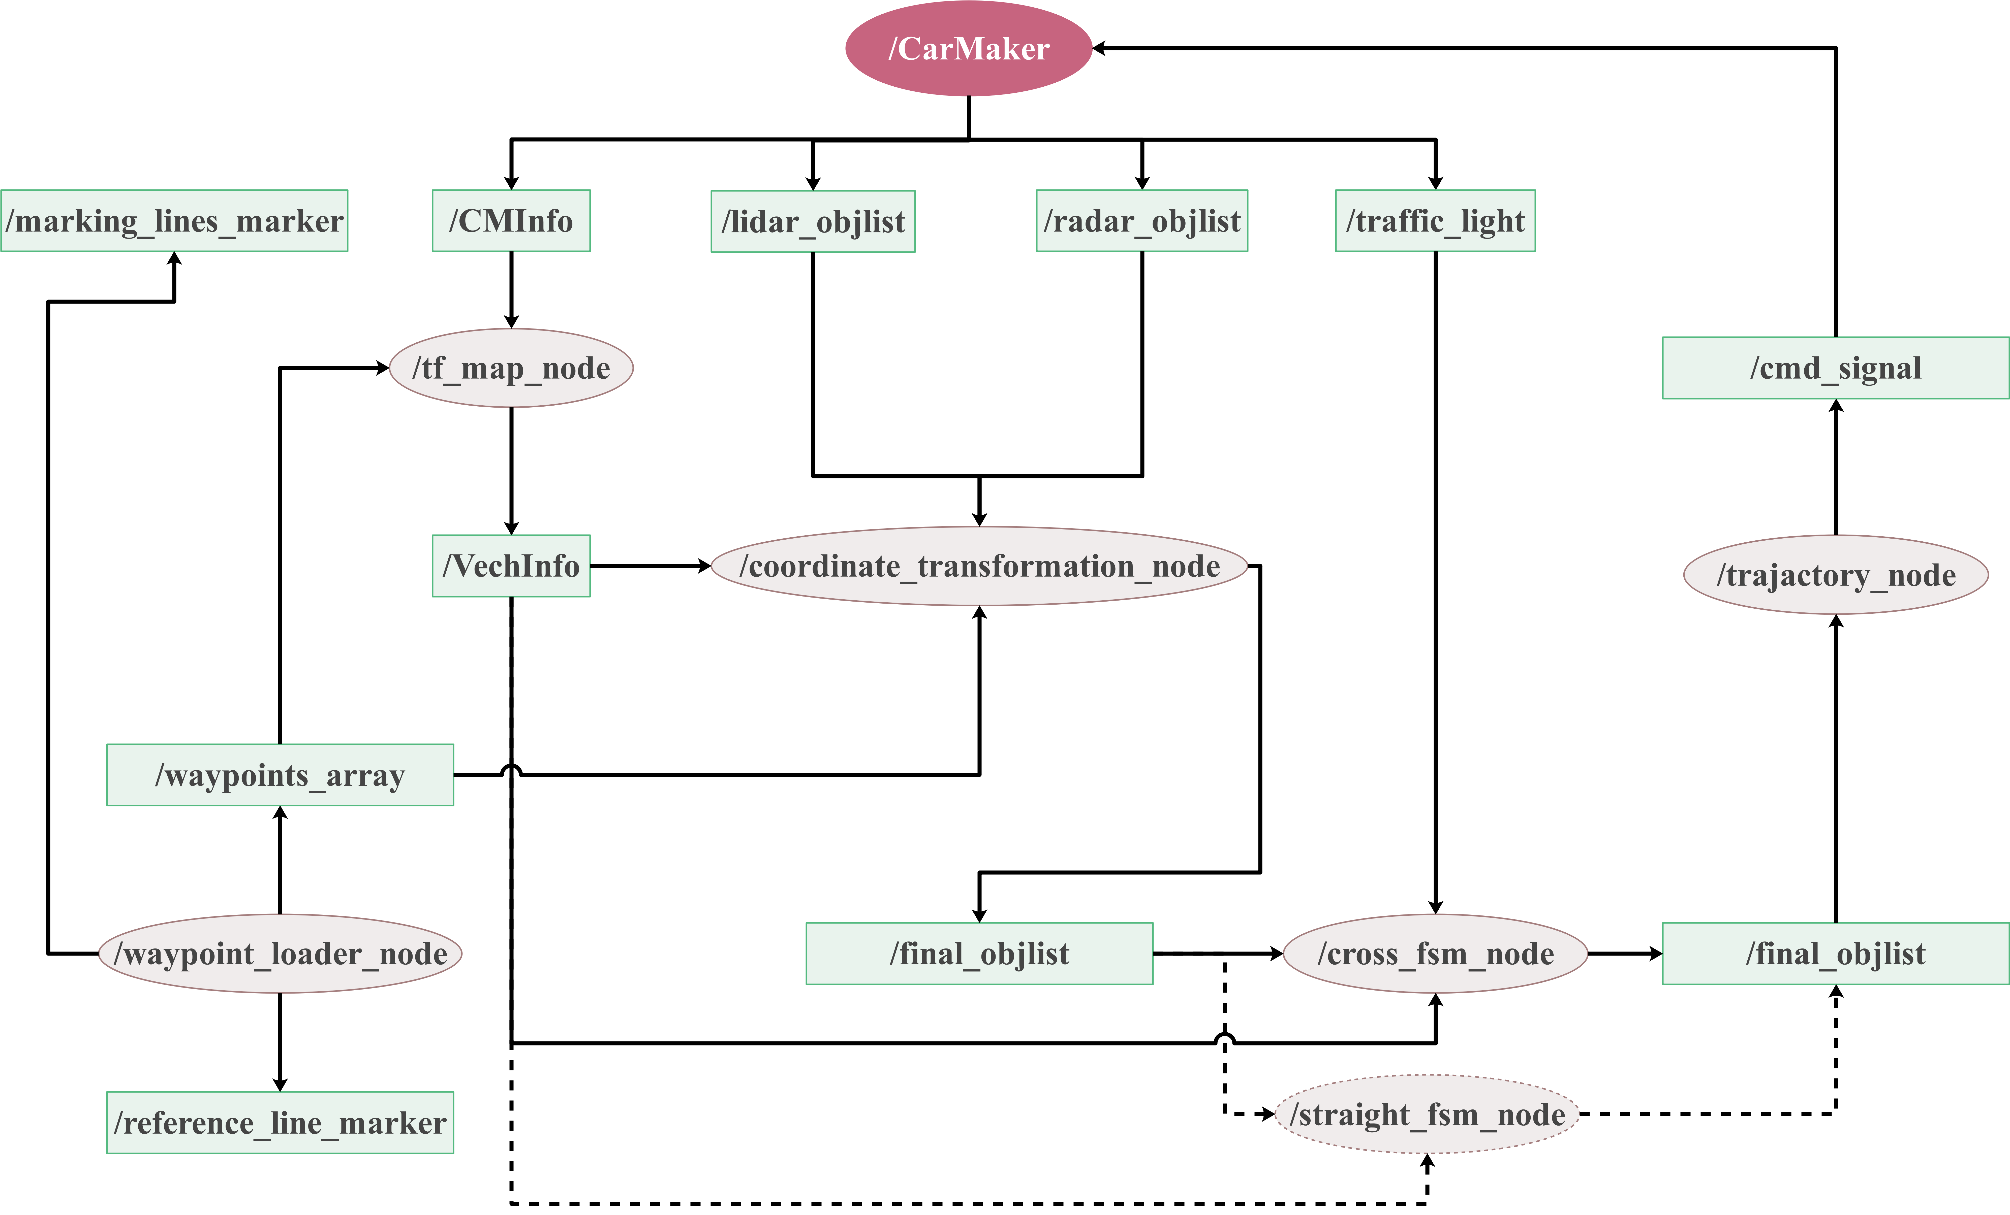 /CarMaker
/marking_lines_marker
/CMInfo
/lidar_objlist
/radar_objlist
/traffic_light
/tf_map_node
/cmd_signal
/VechInfo
/coordinate_transformation_node
/trajactory_node
/waypoints_array
/waypoint_loader_node
/final_objlist
/cross_fsm_node
/final_objlist
/reference_line_marker
/straight_fsm_node